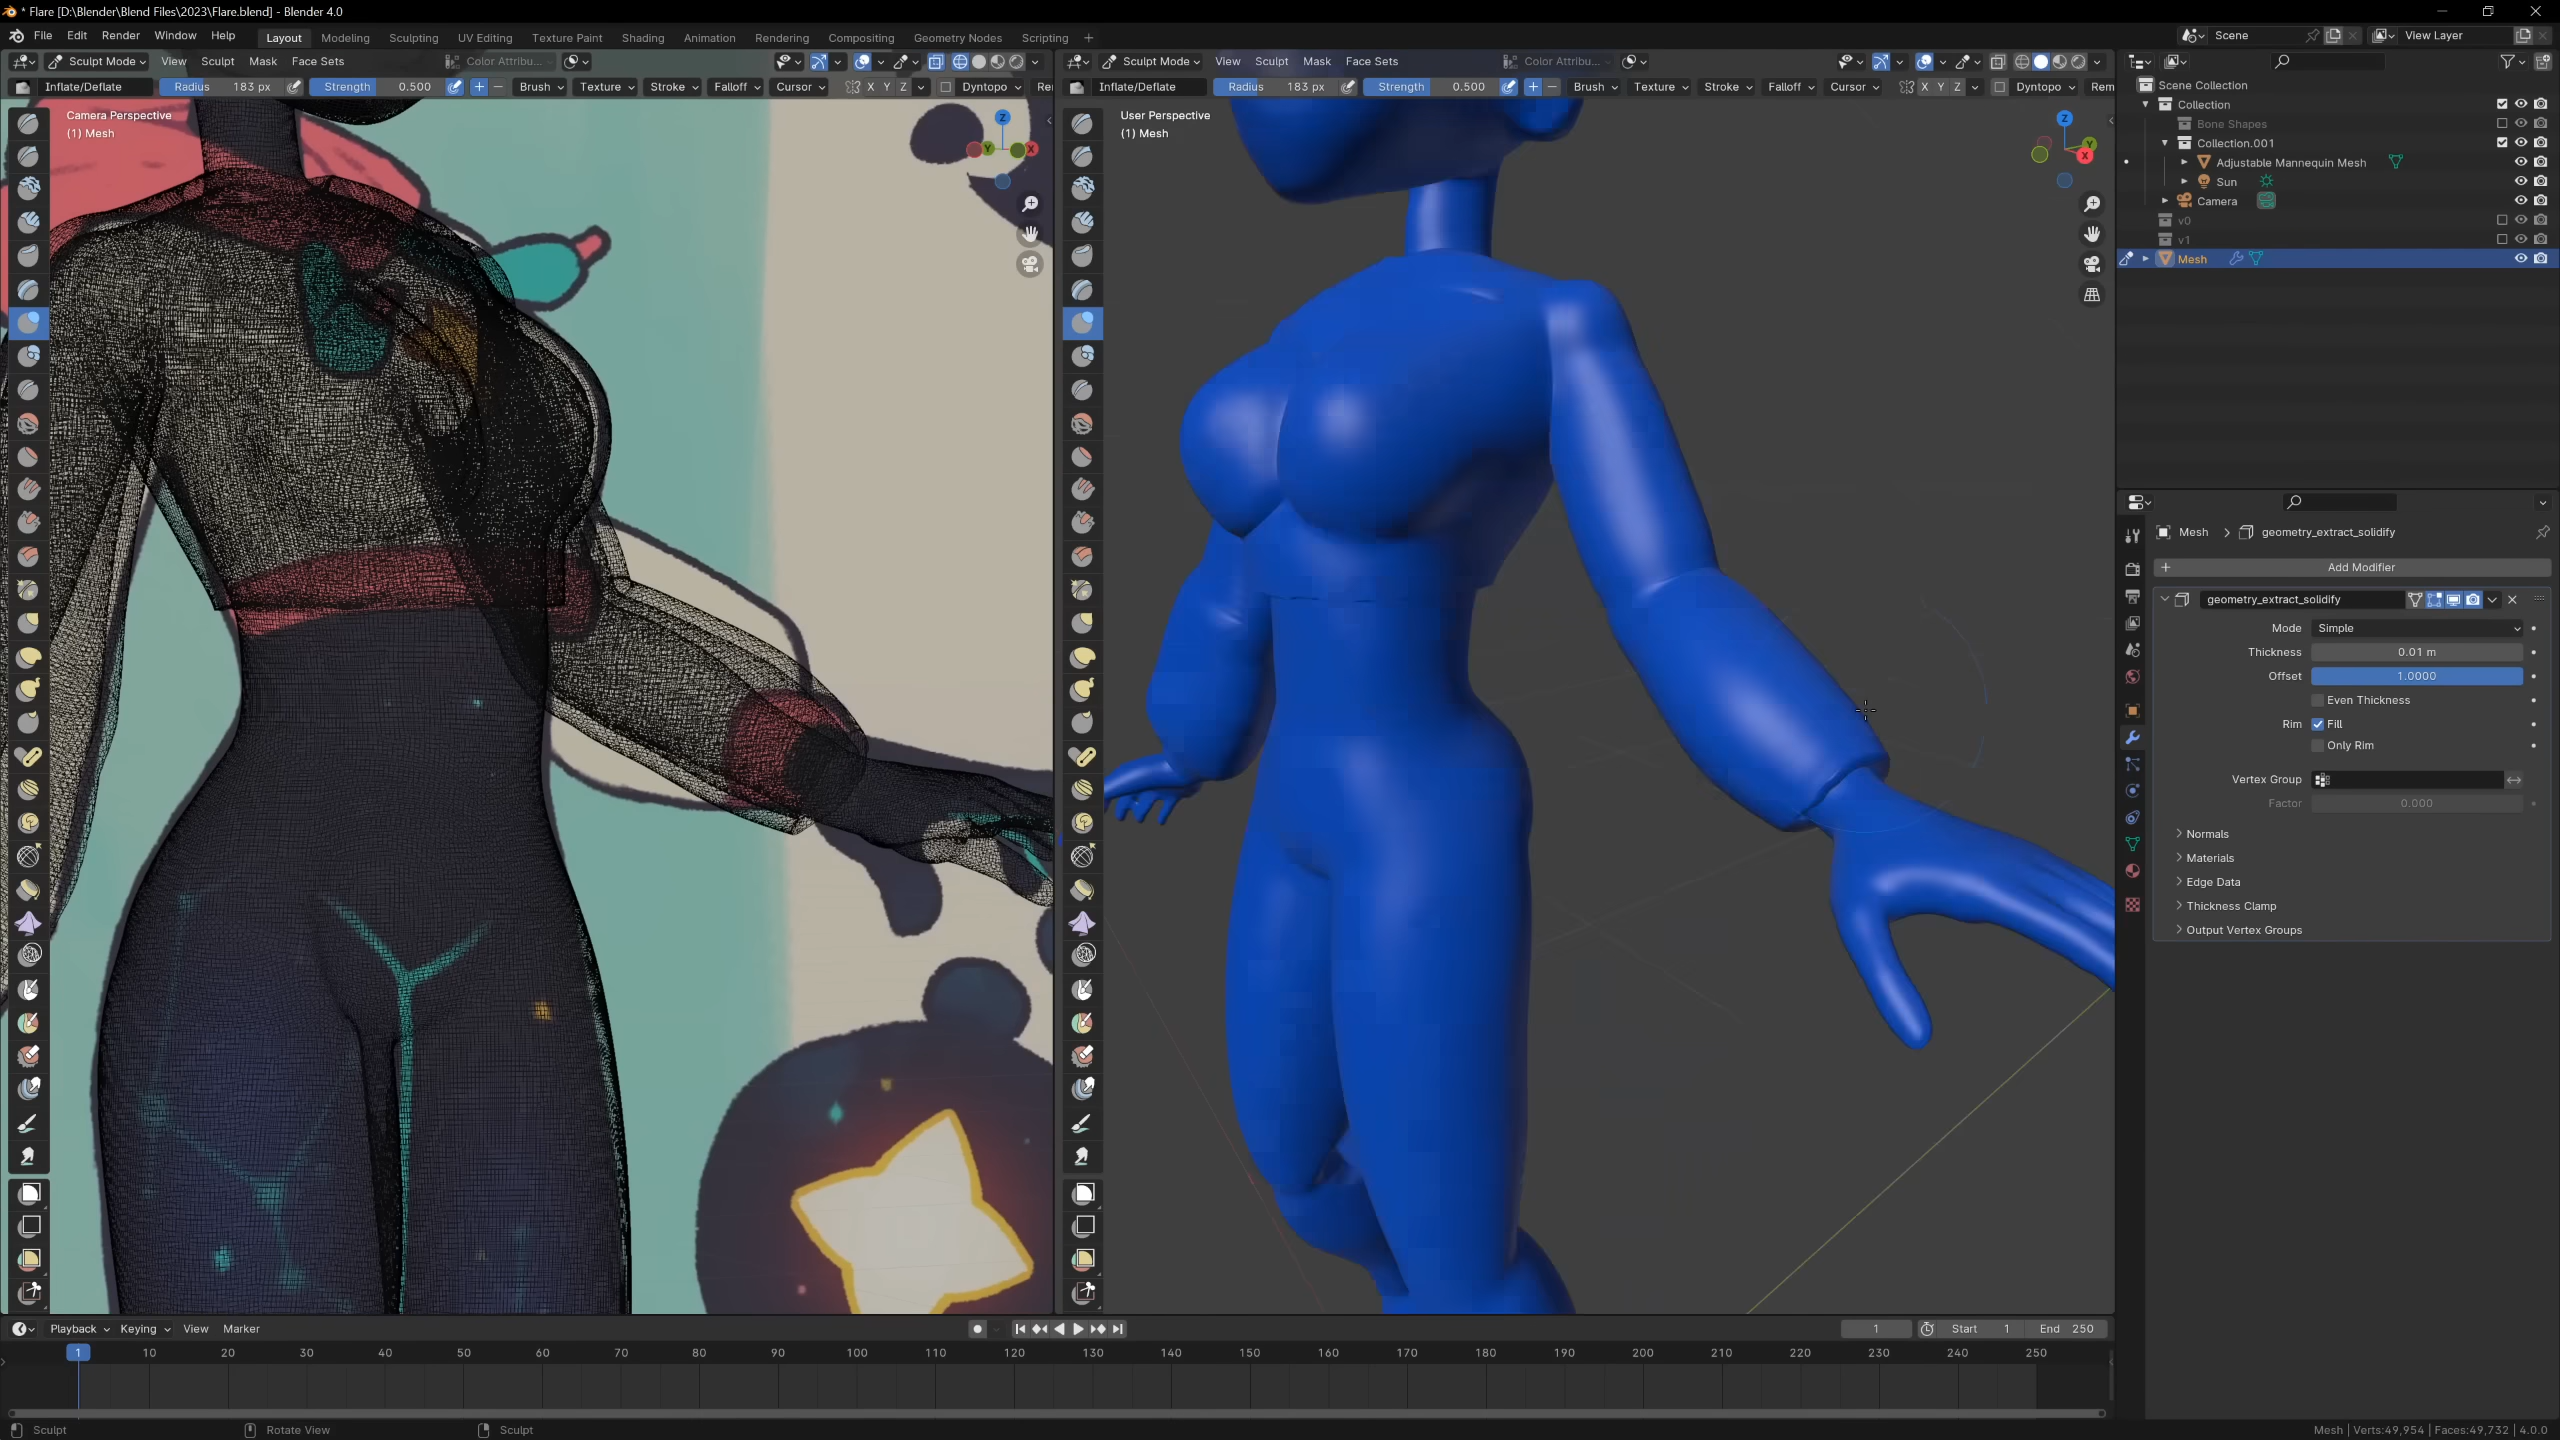 * Flare [D:\Blender\Blend Files\2023\Flare.blend] - Blender 4.0
File Edit Render Window Help Layout Modeling Sculpting UV Editing Texture Paint Shading Animation Rendering Compositing Geometry Nodes Scripting + Scene View Layer
Sculpt Mode View Sculpt Mask Face Sets Color Attribu...
Inflate/Deflate Radius 183 px Strength 0.500 Brush Texture Stroke Falloff Cursor X Y Z Dyntopo Re
Camera Perspective
(1) Mesh
Z
Y X
Sculpt Mode View Sculpt Mask Face Sets Color Attribu...
Inflate/Deflate Radius 183 px Strength 0.500 Brush Texture Stroke Falloff Cursor X Y Z Dyntopo Rem
User Perspective
(1) Mesh
Z
Y
X
Scene Collection
Collection
Bone Shapes
Collection.001
Adjustable Mannequin Mesh
Sun
Camera
v0
v1
Mesh
Mesh > geometry_extract_solidify
+ Add Modifier
geometry_extract_solidify
Mode Simple
Thickness 0.01 m
Offset 1.0000
Even Thickness
Rim Fill
Only Rim
Vertex Group
Factor 0.000
Normals
Materials
Edge Data
Thickness Clamp
Output Vertex Groups
Playback Keying View Marker 1 Start 1 End 250
1 10 20 30 40 50 60 70 80 90 100 110 120 130 140 150 160 170 180 190 200 210 220 230 240 250
Sculpt Rotate View Sculpt Mesh | Verts:49,954 | Faces:49,732 | 4.0.0